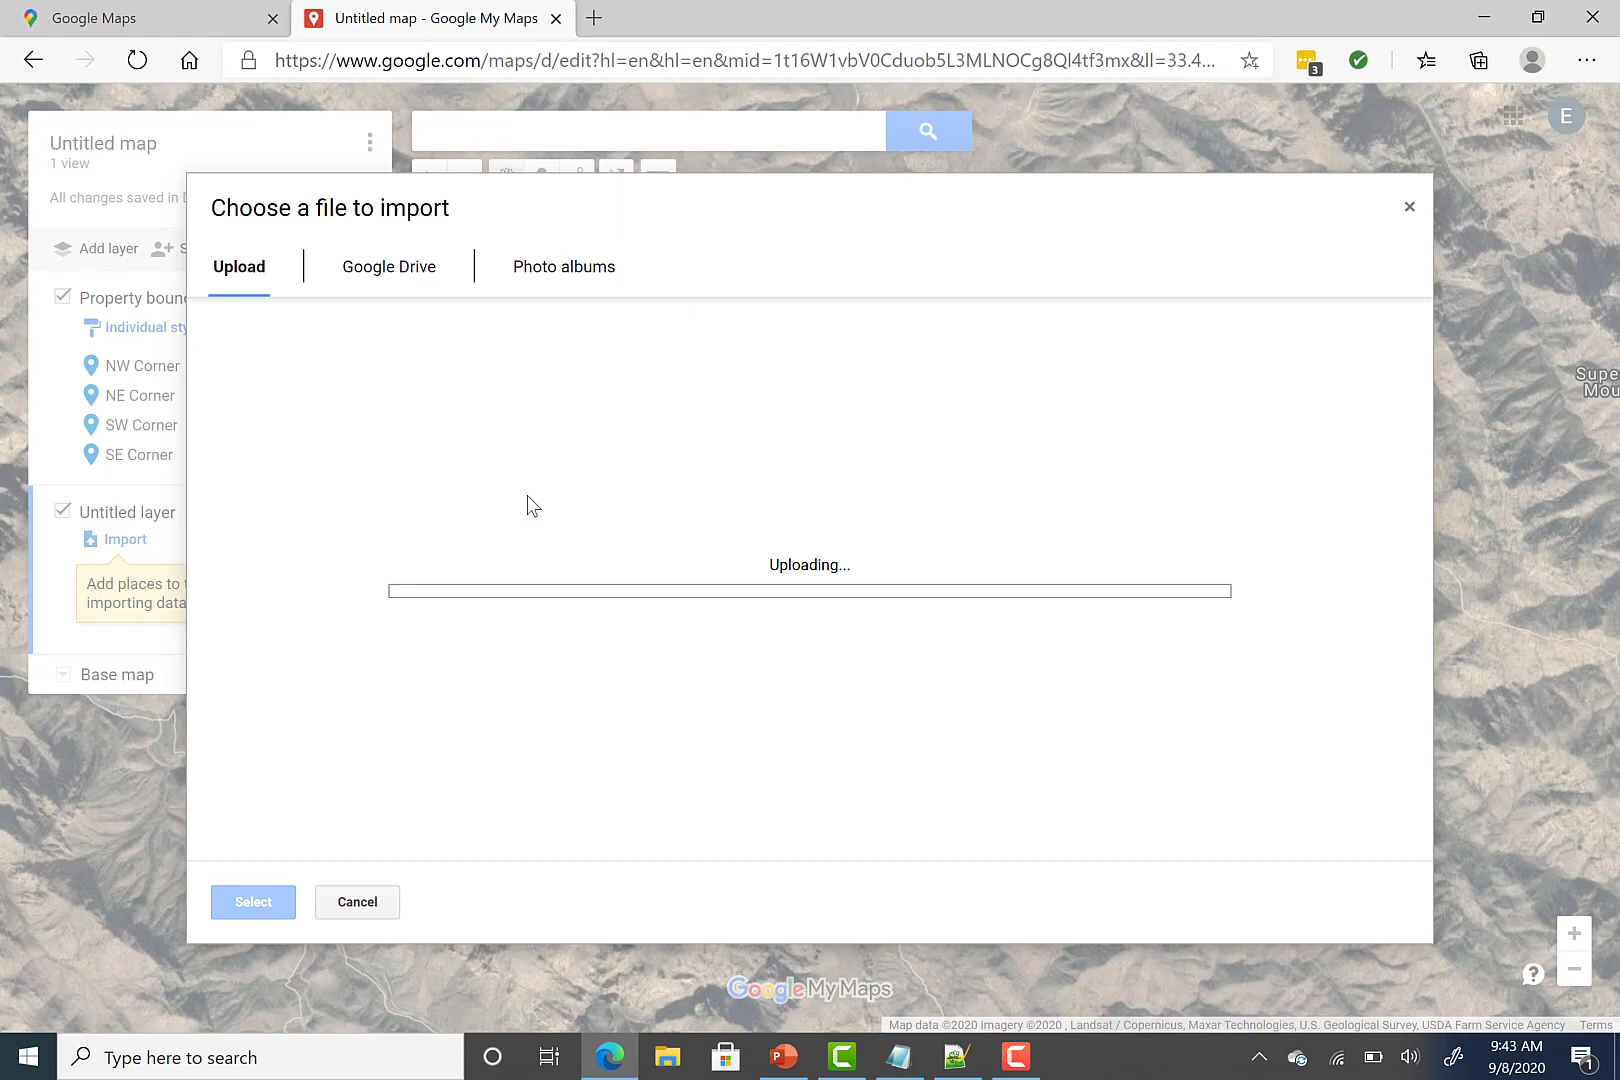 Google Maps
Untitled map - Google My Maps
https://www.google.com/maps/d/edit?hl=en&hl=en&mid=1t16W1vbV0Cduob5L3MLNOCg8Ql4tf3mx&ll=33.4...
3
Untitled map
1 view
All changes saved in
E
Choose a file to import
Add layer
S
Upload
Google Drive
Photo albums
Property boun
Individual sty
NW Corner
NE Corner
SW Corner
SE Corner
Supe
Mou
Untitled layer
Import
Add places to
importing data
Uploading...
Base map
Select
Cancel
Google My Maps
Map data ©2020 Imagery ©2020 , Landsat / Copernicus, Maxar Technologies, U.S. Geological Survey, USDA Farm Service Agency
Terms
Type here to search
9:43 AM
9/8/2020
1